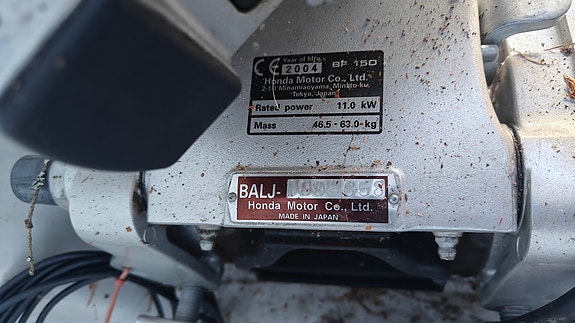 CE Year of Mfg. 2004 BF 15D
Honda Motor Co., Ltd.
2-1-1 Minamiaoyama, Minato-ku,
Tokyo, Japan
Rated power 11.0 kW
Mass 46.5 - 63.0 kg
BALJ-
Honda Motor Co., Ltd.
MADE IN JAPAN